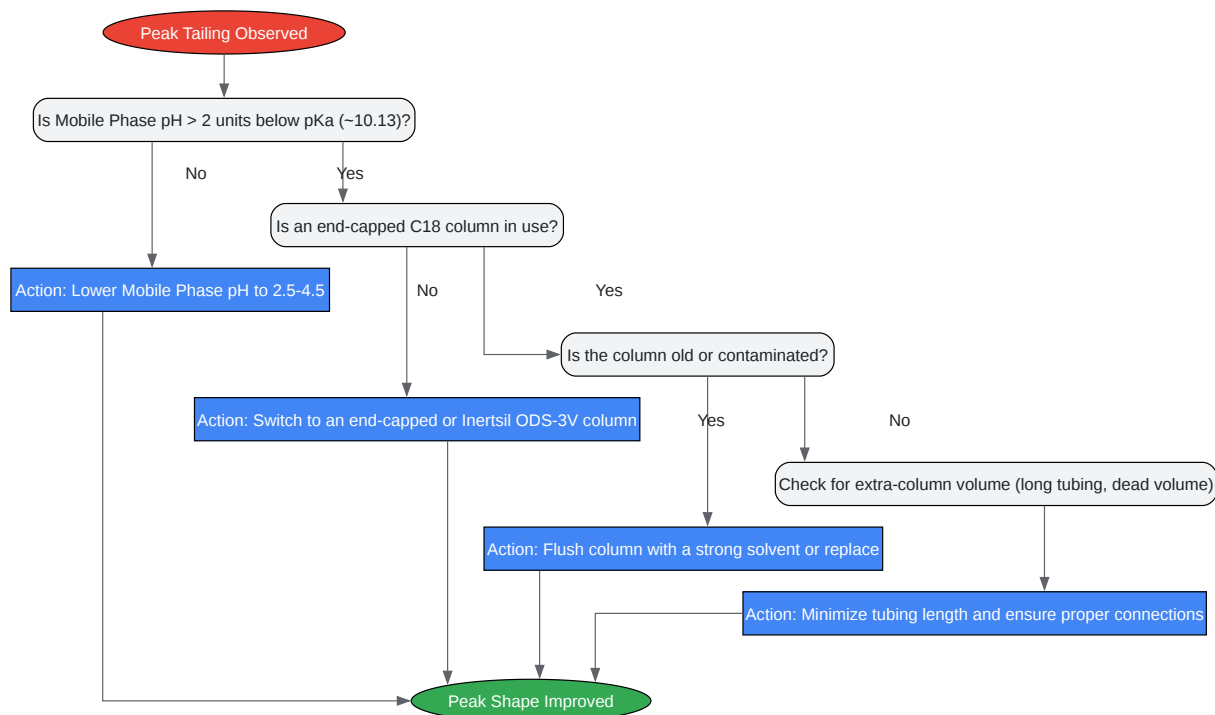 Peak Tailing Observed
Is Mobile Phase pH > 2 units below pKa (~10.13)?
No
Yes
Is an end-capped C18 column in use?
Action: Lower Mobile Phase pH to 2.5-4.5
No
Yes
Is the column old or contaminated?
Action: Switch to an end-capped or Inertsil ODS-3V column
Yes
No
Check for extra-column volume (long tubing, dead volume)
Action: Flush column with a strong solvent or replace
Action: Minimize tubing length and ensure proper connections
Peak Shape Improved